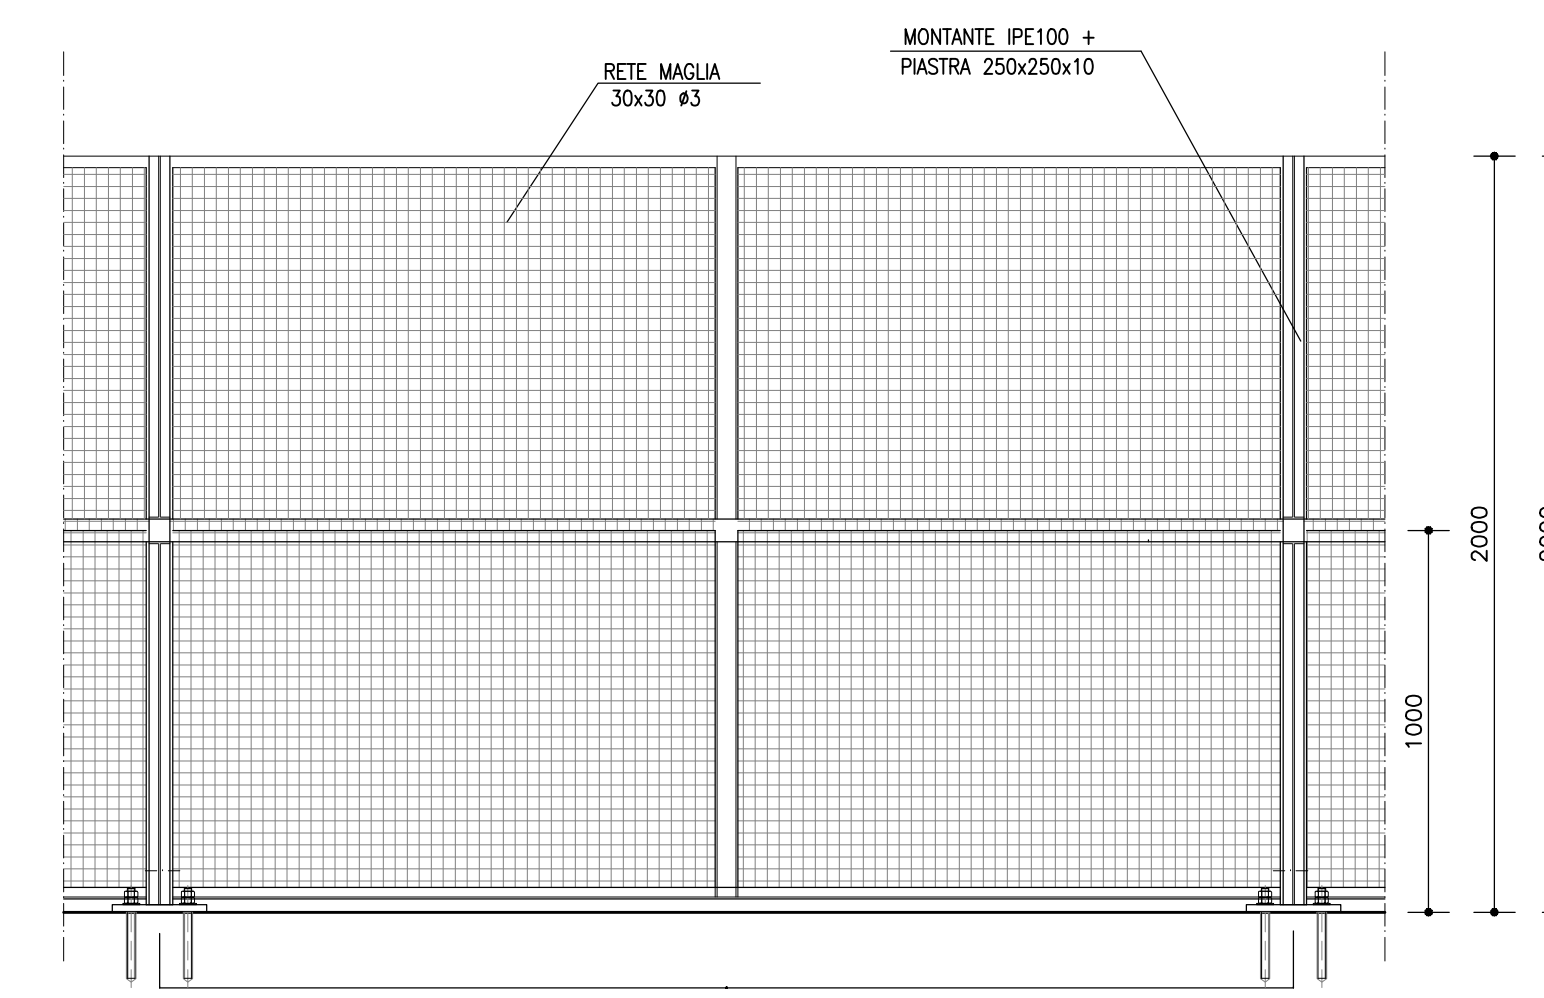 MONTANTE IPE100 +
PIASTRA 250x250x10
RETE MAGLIA
30x30 ø3
2000
1000